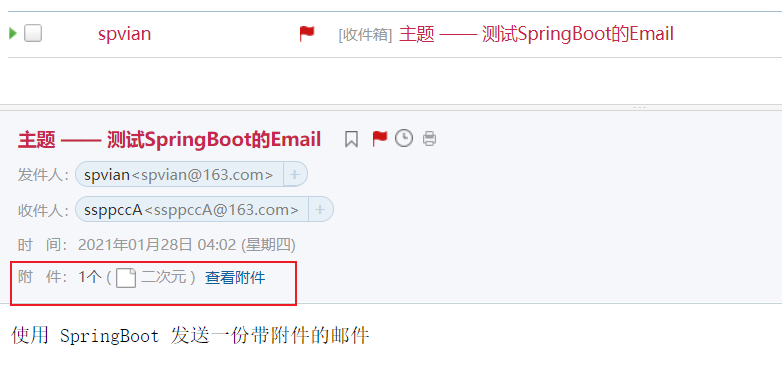 spvian [收件箱] 主题 —— 测试SpringBoot的Email
主题 —— 测试SpringBoot的Email
发件人： spvian<spvian@163.com> +
收件人： ssppccA<ssppccA@163.com> +
时 间： 2021年01月28日 04:02 (星期四)
附 件： 1个 ( 二次元 ) 查看附件
使用 SpringBoot 发送一份带附件的邮件